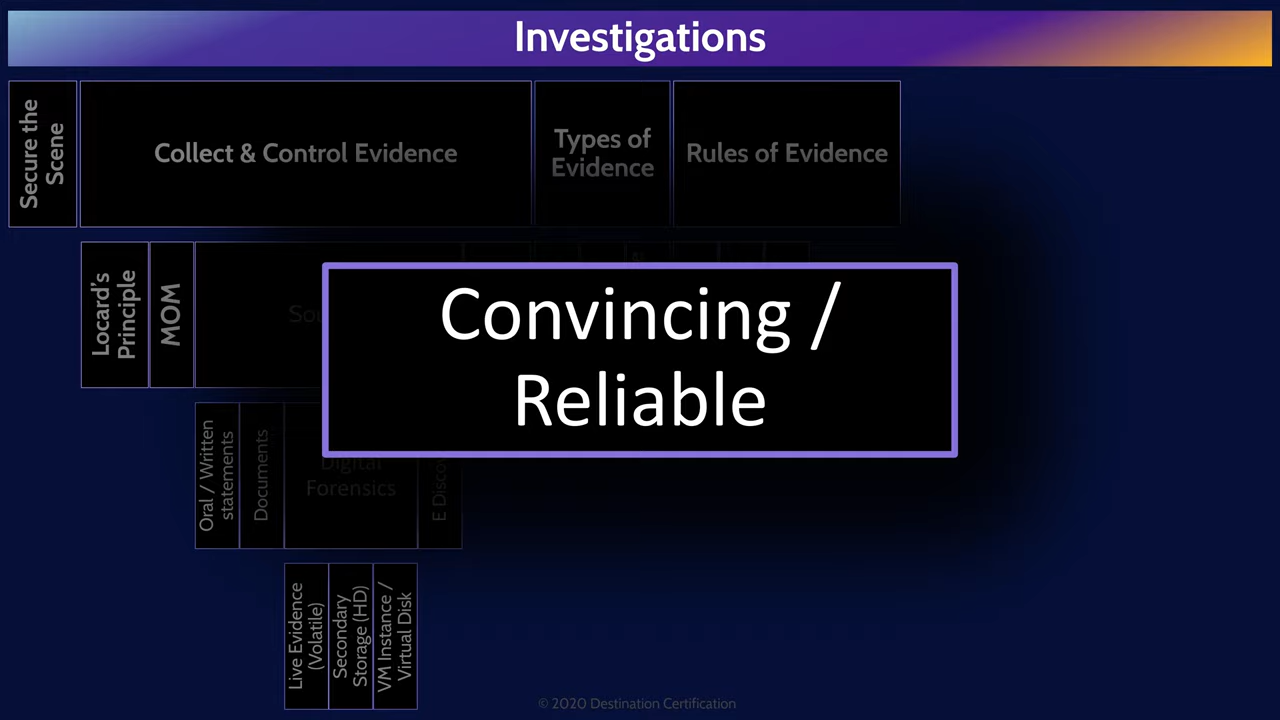 Investigations
Secure the
Scene
Collect & Control Evidence
Types of
Evidence
Rules of Evidence
Locard's
Principle
MOM
Convincing /
Reliable
Oral / Written
statements
Documents
Digital
Forensics
Live Evidence
(Volatile)
Secondary
Storage (HD)
VM Instance /
Virtual Disk
© 2020 Destination Certification